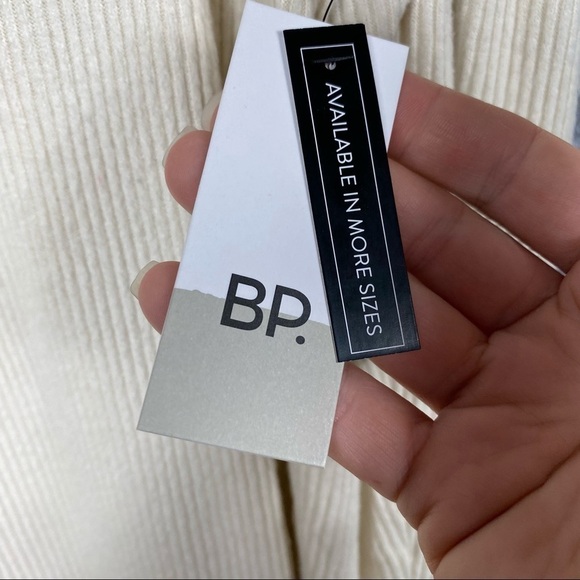 BP.
AVAILABLE IN MORE SIZES